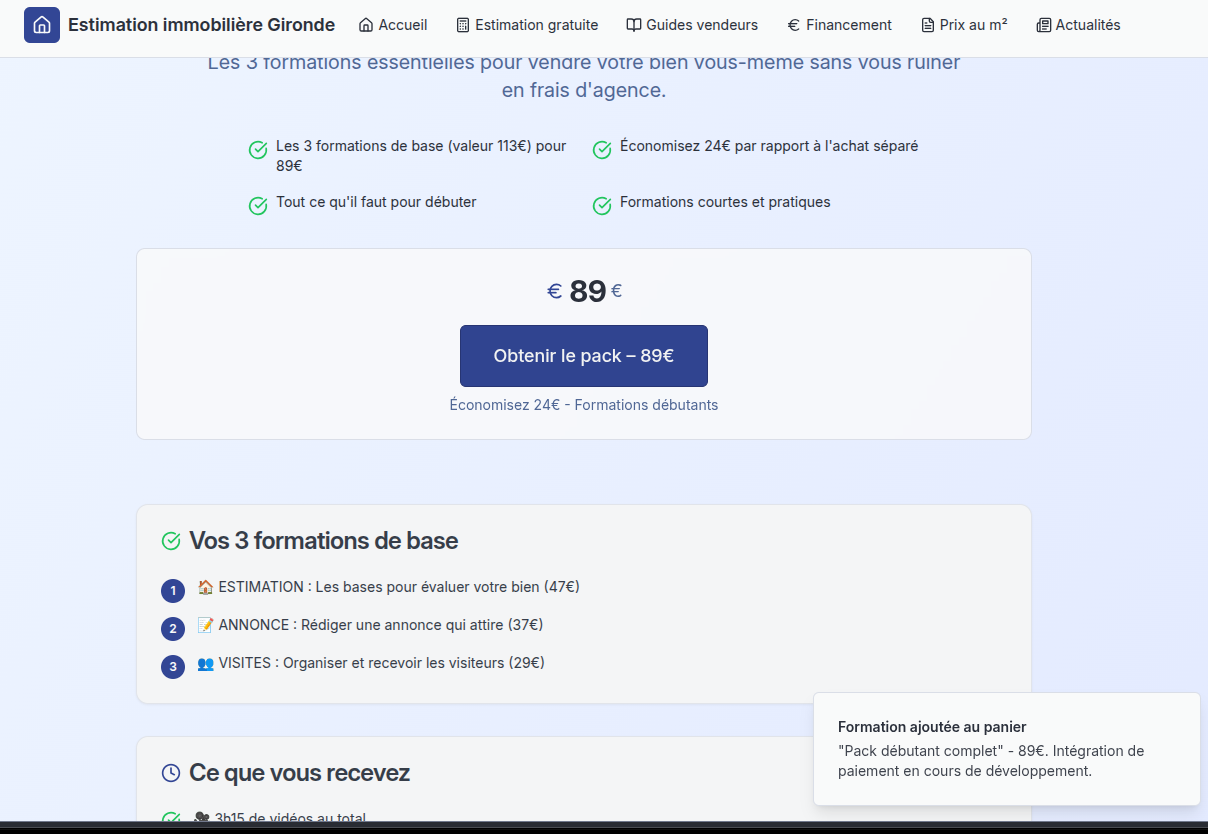 Estimation immobilière Gironde
Accueil
Estimation gratuite
Guides vendeurs
€ Financement
Prix au m²
Actualités
Les 3 formations essentielles pour vendre votre bien vous-même sans vous ruiner
en frais d'agence.
Les 3 formations de base (valeur 113€) pour
89€
Économisez 24€ par rapport à l'achat séparé
Tout ce qu'il faut pour débuter
Formations courtes et pratiques
€ 89 €
Obtenir le pack – 89€
Économisez 24€ - Formations débutants
Vos 3 formations de base
1 🏠 ESTIMATION : Les bases pour évaluer votre bien (47€)
2 📝 ANNONCE : Rédiger une annonce qui attire (37€)
3 👥 VISITES : Organiser et recevoir les visiteurs (29€)
Ce que vous recevez
🎥 3h15 de vidéos au total
Formation ajoutée au panier
"Pack débutant complet" - 89€. Intégration de
paiement en cours de développement.